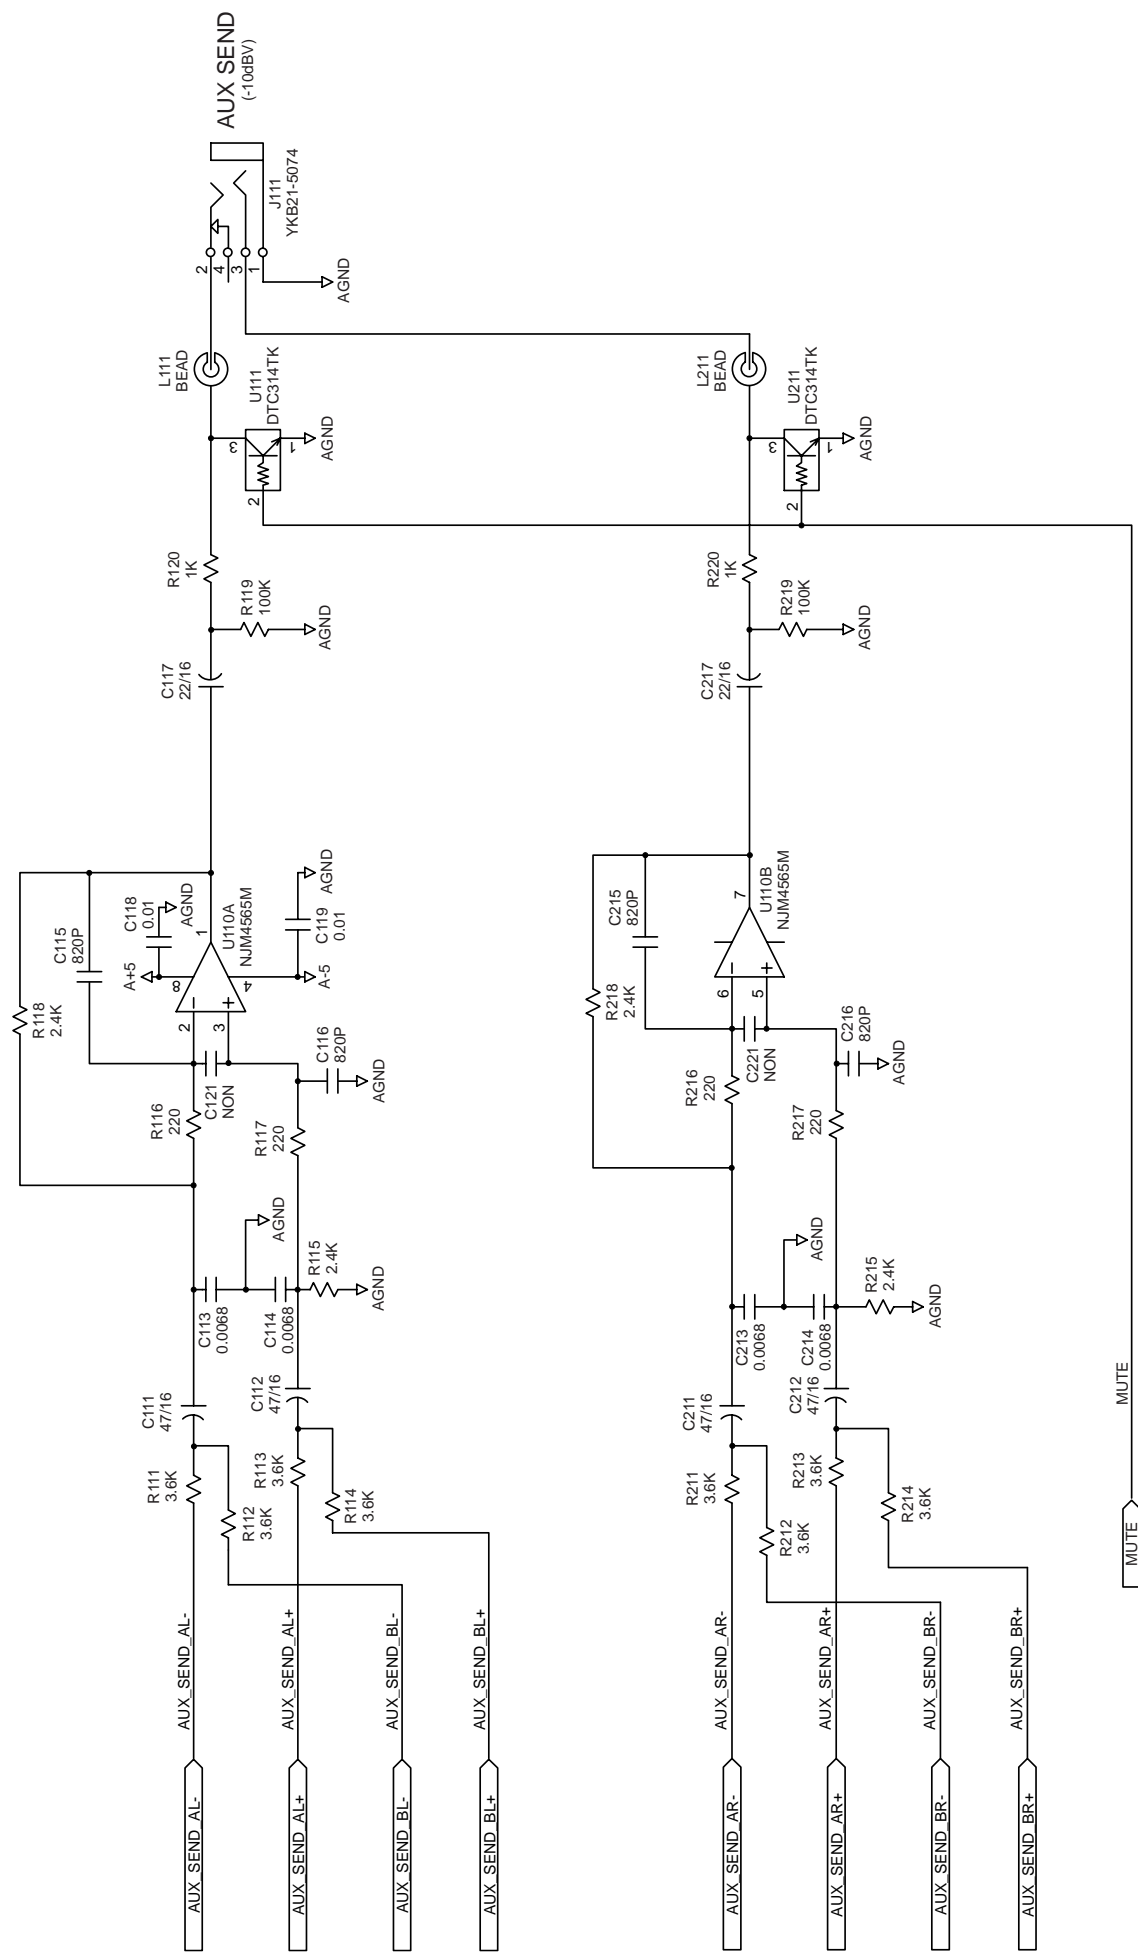 AUX SEND
(-10dBV)
J111
YKB21-5074
2
4
3
1
AGND
L111
BEAD
U111
DTC314TK
3
1
2
AGND
L211
BEAD
U211
DTC314TK
3
1
2
AGND
R120
1K
R119
100K
AGND
C117
22/16
R220
1K
R219
100K
AGND
C217
22/16
R118
2.4K
C115
820P
A+5
C118
0.01
AGND
1
U110A
NJM4565M
8
4
2
3
C119
0.01
AGND
A-5
R116
220
C121
NON
C116
820P
AGND
R117
220
AGND
C113
0.0068
C114
0.0068
R115
2.4K
AGND
C111
47/16
C112
47/16
R111
3.6K
R112
3.6K
R113
3.6K
R114
3.6K
AUX_SEND_AL-
AUX_SEND_AL+
AUX_SEND_BL-
AUX_SEND_BL+
AUX_SEND_AL-
AUX_SEND_AL+
AUX_SEND_BL-
AUX_SEND_BL+
R218
2.4K
C215
820P
7
U110B
NJM4565M
6
5
R216
220
C221
NON
C216
820P
AGND
R217
220
AGND
C213
0.0068
C214
0.0068
R215
2.4K
AGND
C211
47/16
C212
47/16
R211
3.6K
R212
3.6K
R213
3.6K
R214
3.6K
AUX_SEND_AR-
AUX_SEND_AR+
AUX_SEND_BR-
AUX_SEND_BR+
AUX_SEND_AR-
AUX_SEND_AR+
AUX_SEND_BR-
AUX_SEND_BR+
MUTE
MUTE